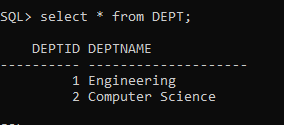 SQL> select * from DEPT;
DEPTID DEPTNAME
---------- --------------------
1 Engineering
2 Computer Science